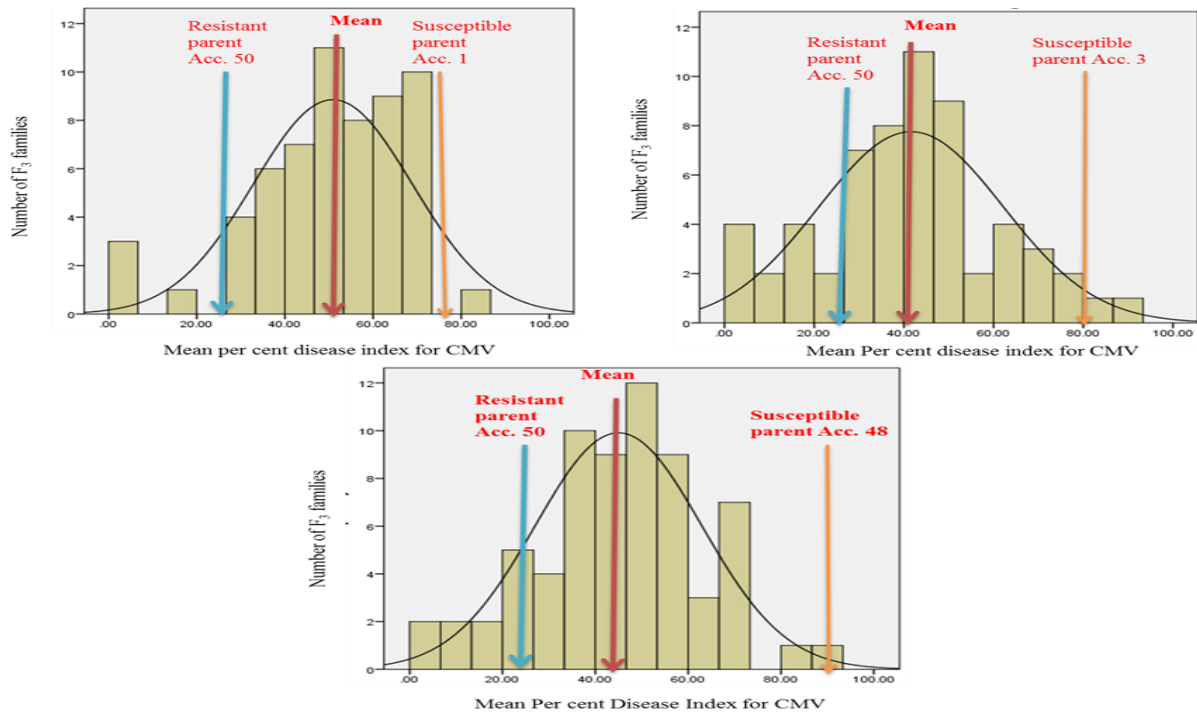 Resistant
parent
Acc. 50
Mean
Susceptible
parent
Acc. 1
Number of F3 families
12
10
8
6
4
2
0
.00 20.00 40.00 60.00 80.00 100.00
Mean per cent disease index for CMV
Resistant
parent
Acc. 50
Mean
Susceptible
parent Acc. 3
Number of F3 families
12
10
8
6
4
2
0
.00 20.00 40.00 60.00 80.00 100.00
Mean Per cent disease index for CMV
Resistant
parent
Acc. 50
Mean
Susceptible
parent Acc. 48
Number of F3 families
12
10
8
6
4
2
0
.00 20.00 40.00 60.00 80.00 100.00
Mean Per cent Disease Index for CMV